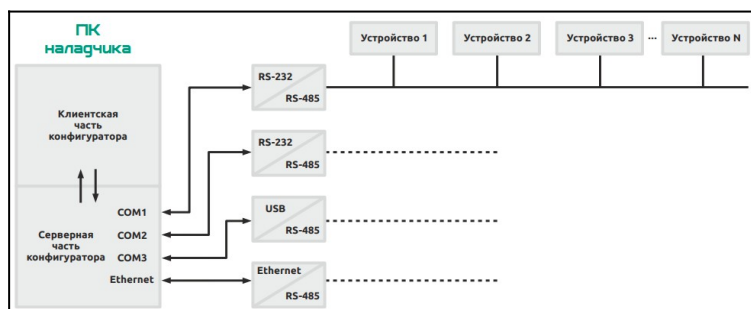 ПК
наладчика
Клиентская
часть
конфигуратора
Серверная
часть
конфигуратора
COM1
COM2
COM3
Ethernet
RS-232
RS-485
RS-232
RS-485
USB
RS-485
Ethernet
RS-485
Устройство 1
Устройство 2
Устройство 3
...
Устройство N